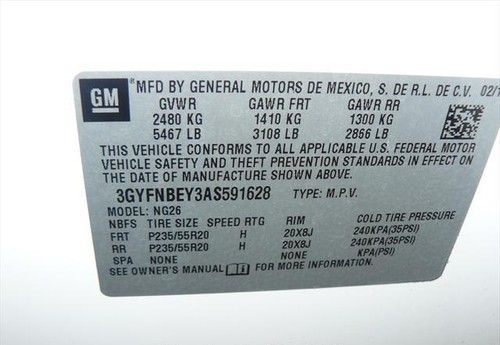 GM
MFD BY GENERAL MOTORS DE MEXICO, S. DE R.L. DE C.V. 02/1
GVWR GAWR FRT GAWR RR
2480 KG 1410 KG 1300 KG
5467 LB 3108 LB 2866 LB
THIS VEHICLE CONFORMS TO ALL APPLICABLE U.S. FEDERAL MOTOR
VEHICLE SAFETY AND THEFT PREVENTION STANDARDS IN EFFECT ON
THE DATE OF MANUFACTURE SHOWN ABOVE.
3GYFNBEY3AS591628 TYPE: M.P.V.
MODEL: NG26
NBFS TIRE SIZE SPEED RTG RIM COLD TIRE PRESSURE
FRT P235/55R20 H 20X8J 240KPA(35PSI)
RR P235/55R20 H 20X8J 240KPA(35PSI)
SPA NONE NONE KPA(PSI)
SEE OWNER'S MANUAL FOR MORE INFORMATION.